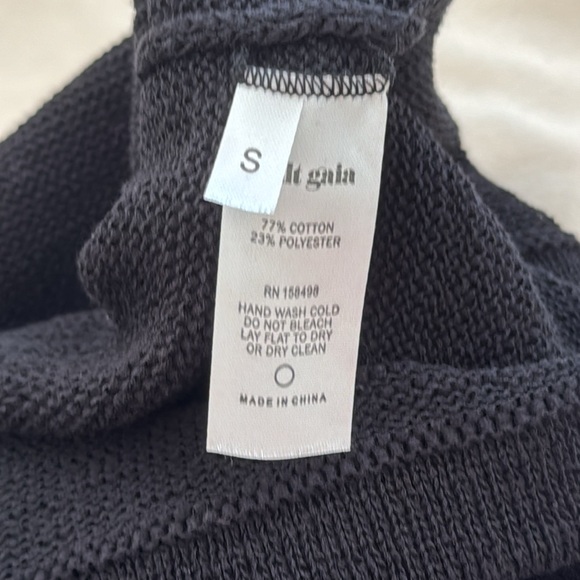 S
lt gaia
77% COTTON
23% POLYESTER
RN 158498
HAND WASH COLD
DO NOT BLEACH
LAY FLAT TO DRY
OR DRY CLEAN
MADE IN CHINA